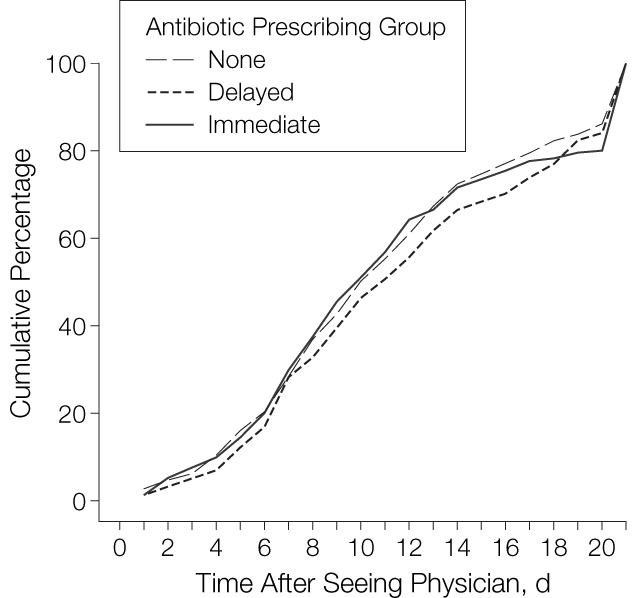 Antibiotic Prescribing Group
None
Delayed
Immediate
100
80
60
40
20
0
Cumulative Percentage
0 2 4 6 8 10 12 14 16 18 20
Time After Seeing Physician, d